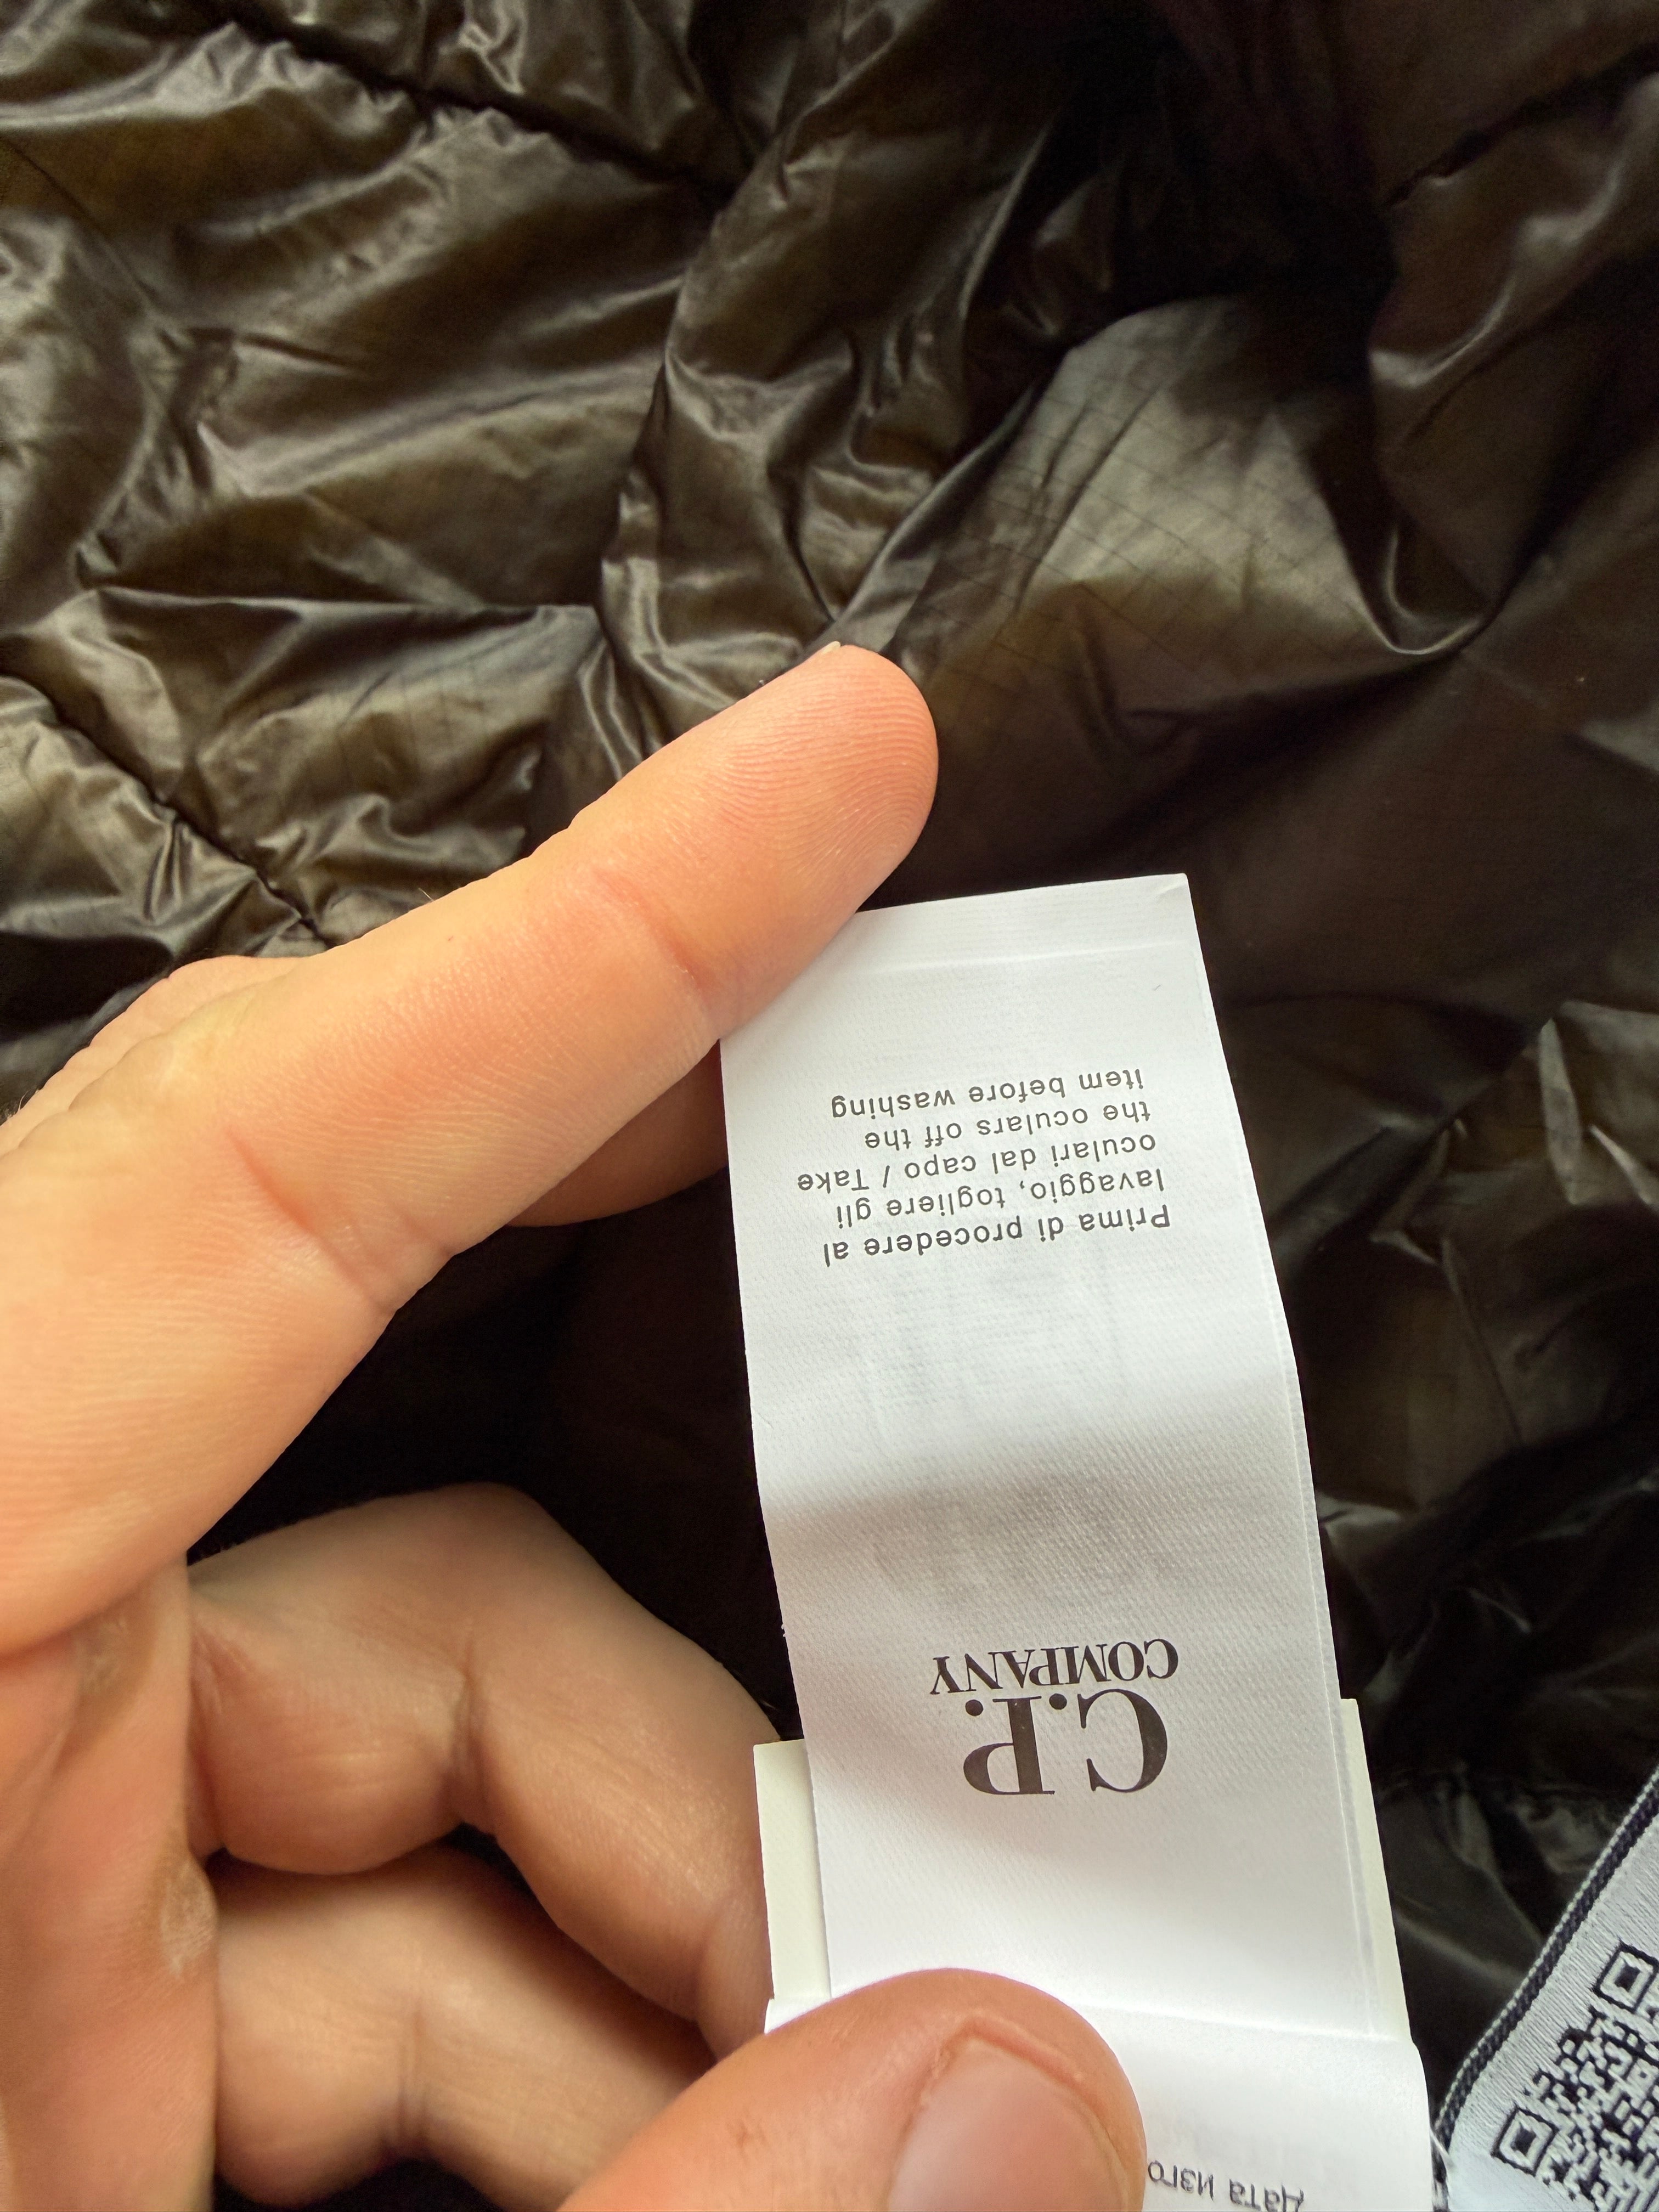 Дата изго
C.P.
COMPANY
Prima di procedere al
lavaggio, togliere gli
oculari dal capo / Take
the oculars off the
item before washing